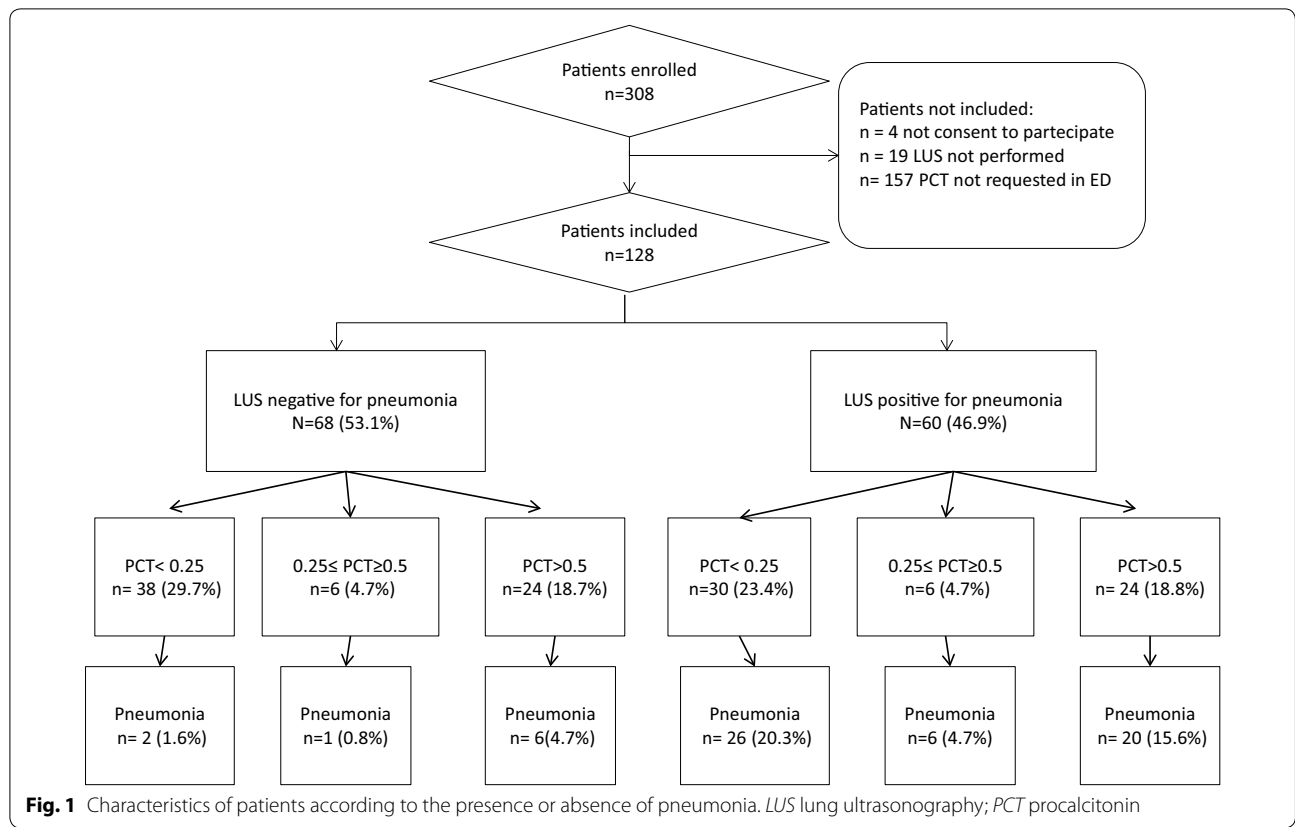 Patients enrolled
n=308
Patients not included:
n = 4 not consent to partecipate
n = 19 LUS not performed
n= 157 PCT not requested in ED
Patients included
n=128
LUS negative for pneumonia
N=68 (53.1%)
LUS positive for pneumonia
N=60 (46.9%)
PCT< 0.25
n= 38 (29.7%)
0.25≤ PCT≥0.5
n=6 (4.7%)
PCT>0.5
n=24 (18.7%)
PCT< 0.25
n=30 (23.4%)
0.25≤ PCT≥0.5
n=6 (4.7%)
PCT>0.5
n= 24 (18.8%)
Pneumonia
n= 2 (1.6%)
Pneumonia
n=1 (0.8%)
Pneumonia
n= 6(4.7%)
Pneumonia
n= 26 (20.3%)
Pneumonia
n=6 (4.7%)
Pneumonia
n= 20 (15.6%)
Fig. 1 Characteristics of patients according to the presence or absence of pneumonia. LUS lung ultrasonography; PCT procalcitonin